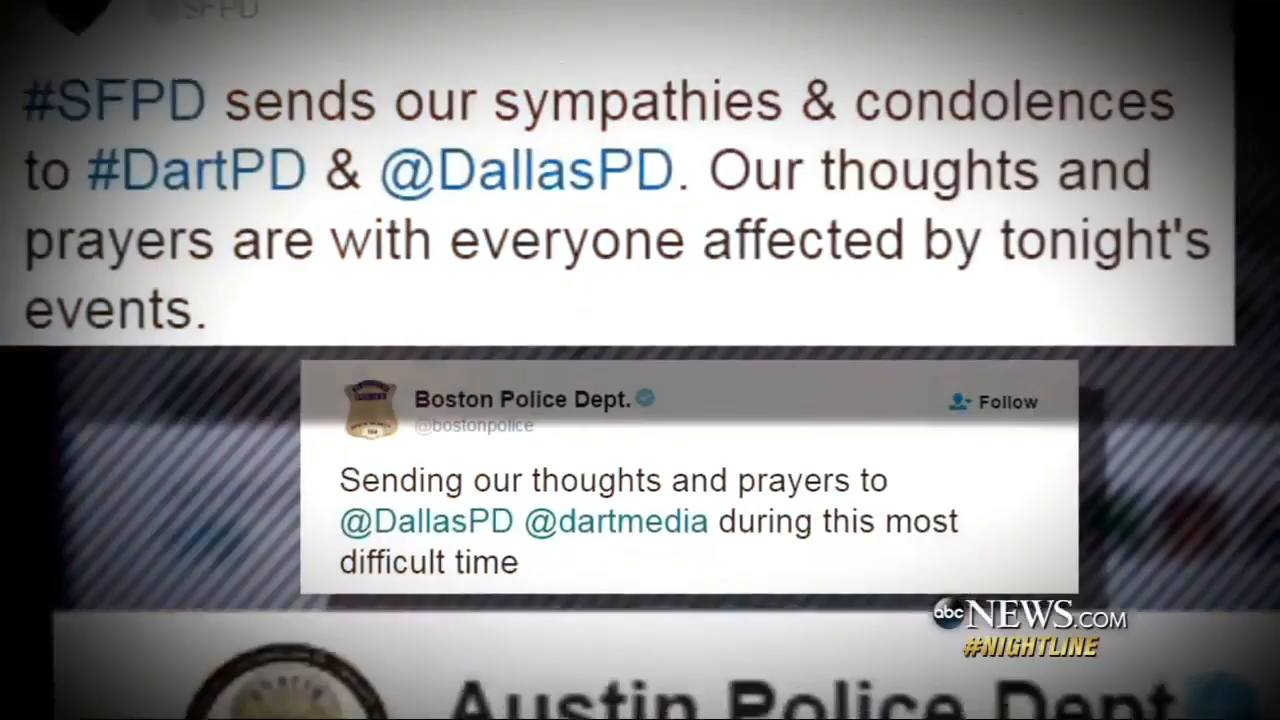 SFPD
#SFPD sends our sympathies & condolences
to #DartPD & @DallasPD. Our thoughts and
prayers are with everyone affected by tonight's
events.
Boston Police Dept.
Follow
@bostonpolice
Sending our thoughts and prayers to
@DallasPD @dartmedia during this most
difficult time
abc NEWS.COM
#NIGHTLINE
Austin Police Dept